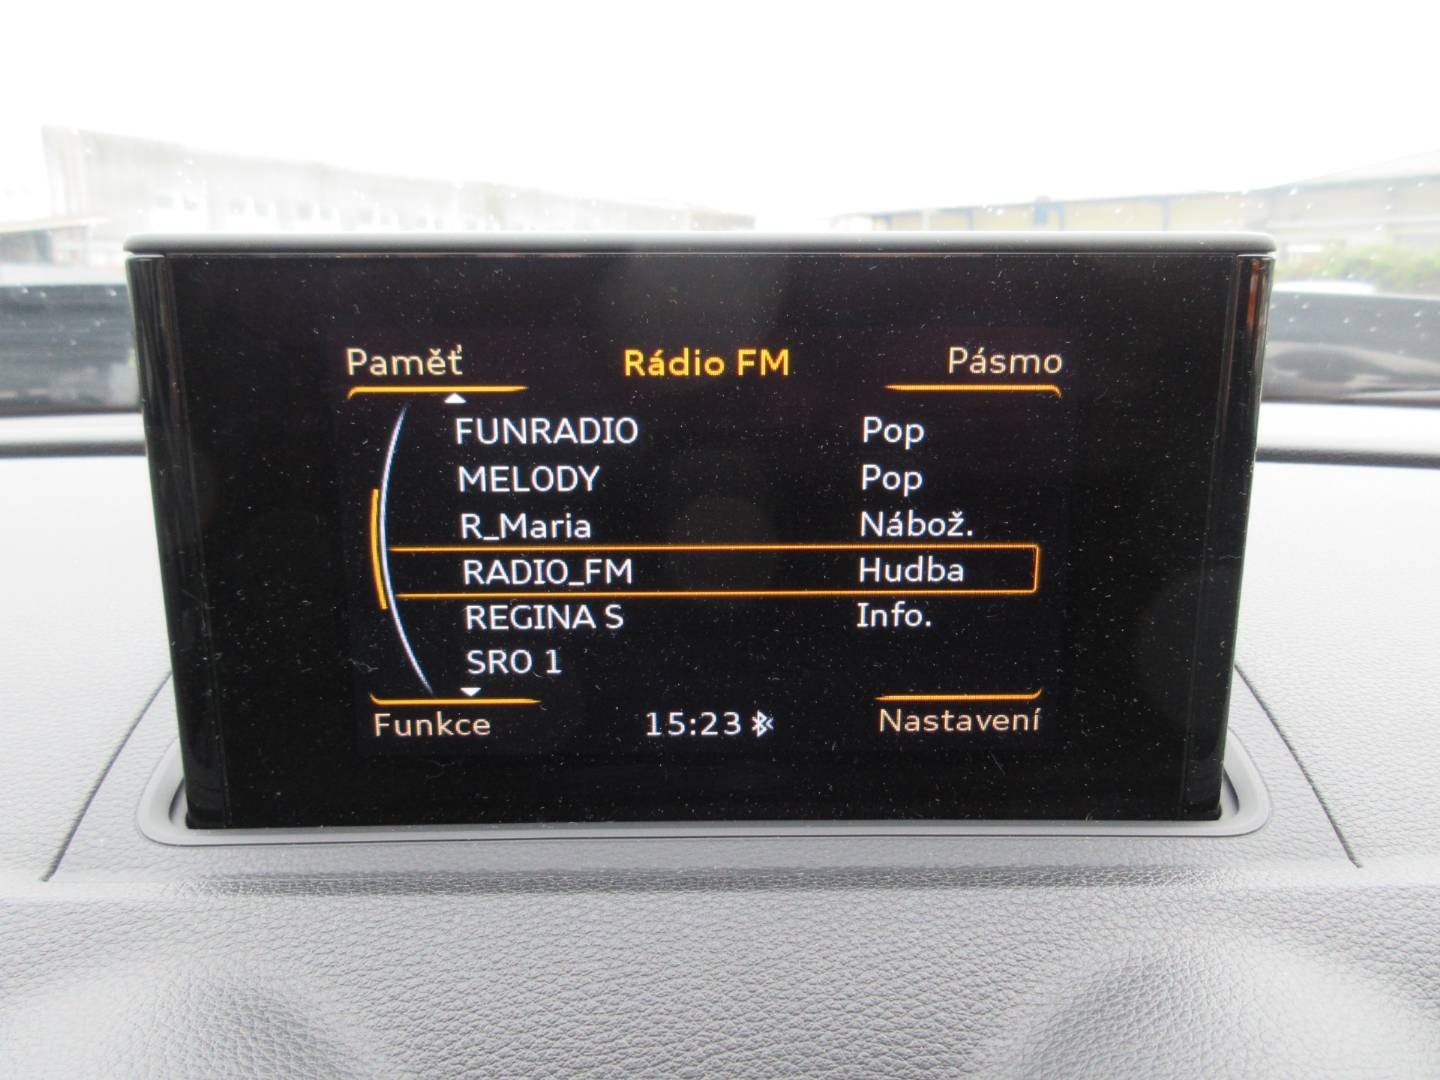 Paměť Rádio FM Pásmo
FUNRADIO Pop
MELODY Pop
R_Maria Nábož.
RADIO_FM Hudba
REGINA S Info.
SRO 1
Funkce 15:23 Nastavení